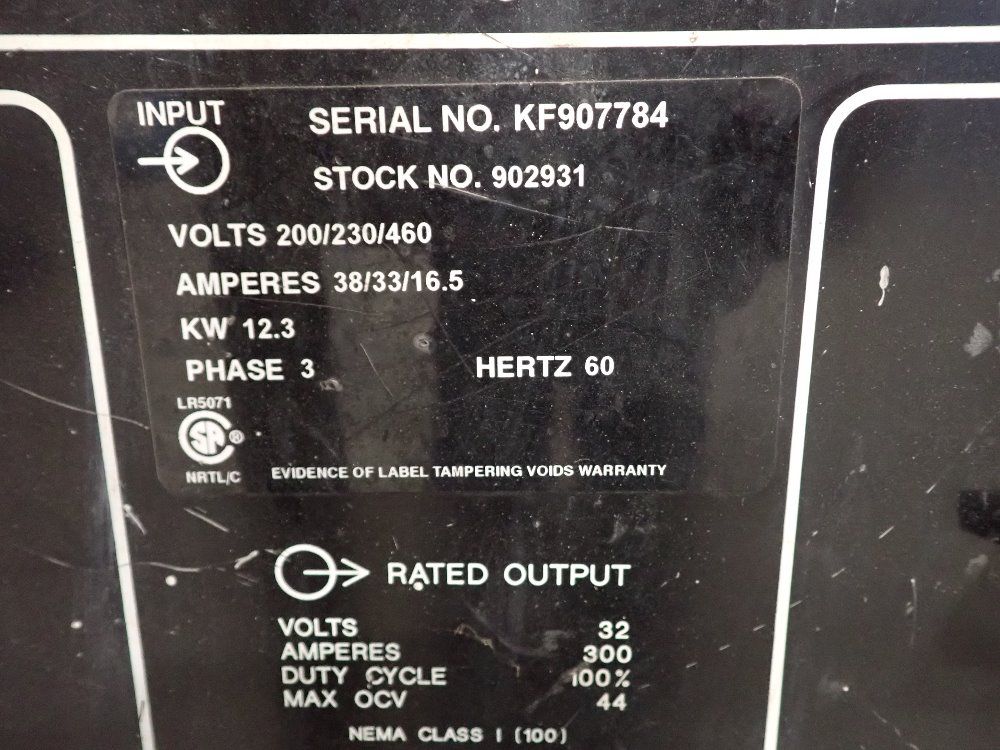 INPUT
SERIAL NO. KF907784
STOCK NO. 902931
VOLTS 200/230/460
AMPERES 38/33/16.5
KW 12.3
PHASE 3 HERTZ 60
LR5071
SA ®
NRTL/C
EVIDENCE OF LABEL TAMPERING VOIDS WARRANTY
RATED OUTPUT
VOLTS 32
AMPERES 300
DUTY CYCLE 100%
MAX OCV 44
NEMA CLASS I (100)